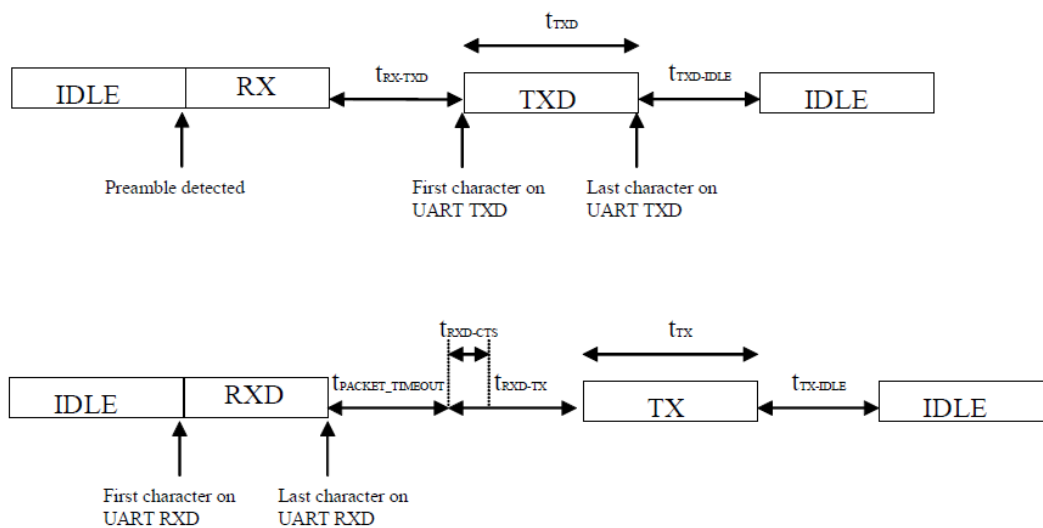 tTXD
IDLE
RX
tRX-TXD
TXD
tTXD-IDLE
IDLE
Preamble detected
First character on
UART TXD
Last character on
UART TXD
tRXD-CTS
tTX
IDLE
RXD
tPACKET_TIMEOUT
tRXD-TX
TX
tTX-IDLE
IDLE
First character on
UART RXD
Last character on
UART RXD